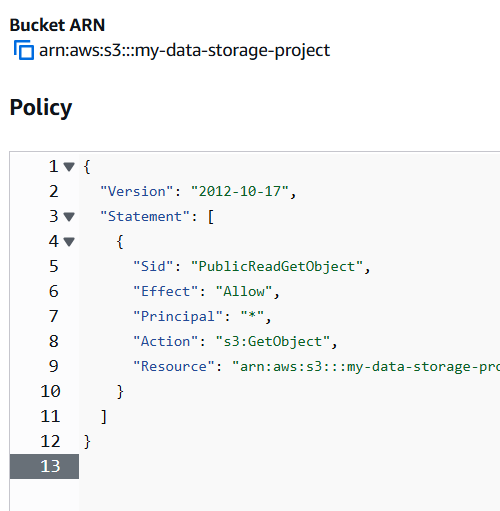 Bucket ARN
arn:aws:s3:::my-data-storage-project
Policy
1 {
2 "Version": "2012-10-17",
3 "Statement": [
4 {
5 "Sid": "PublicReadGetObject",
6 "Effect": "Allow",
7 "Principal": "*",
8 "Action": "s3:GetObject",
9 "Resource": "arn:aws:s3:::my-data-storage-pro
10 }
11 ]
12 }
13